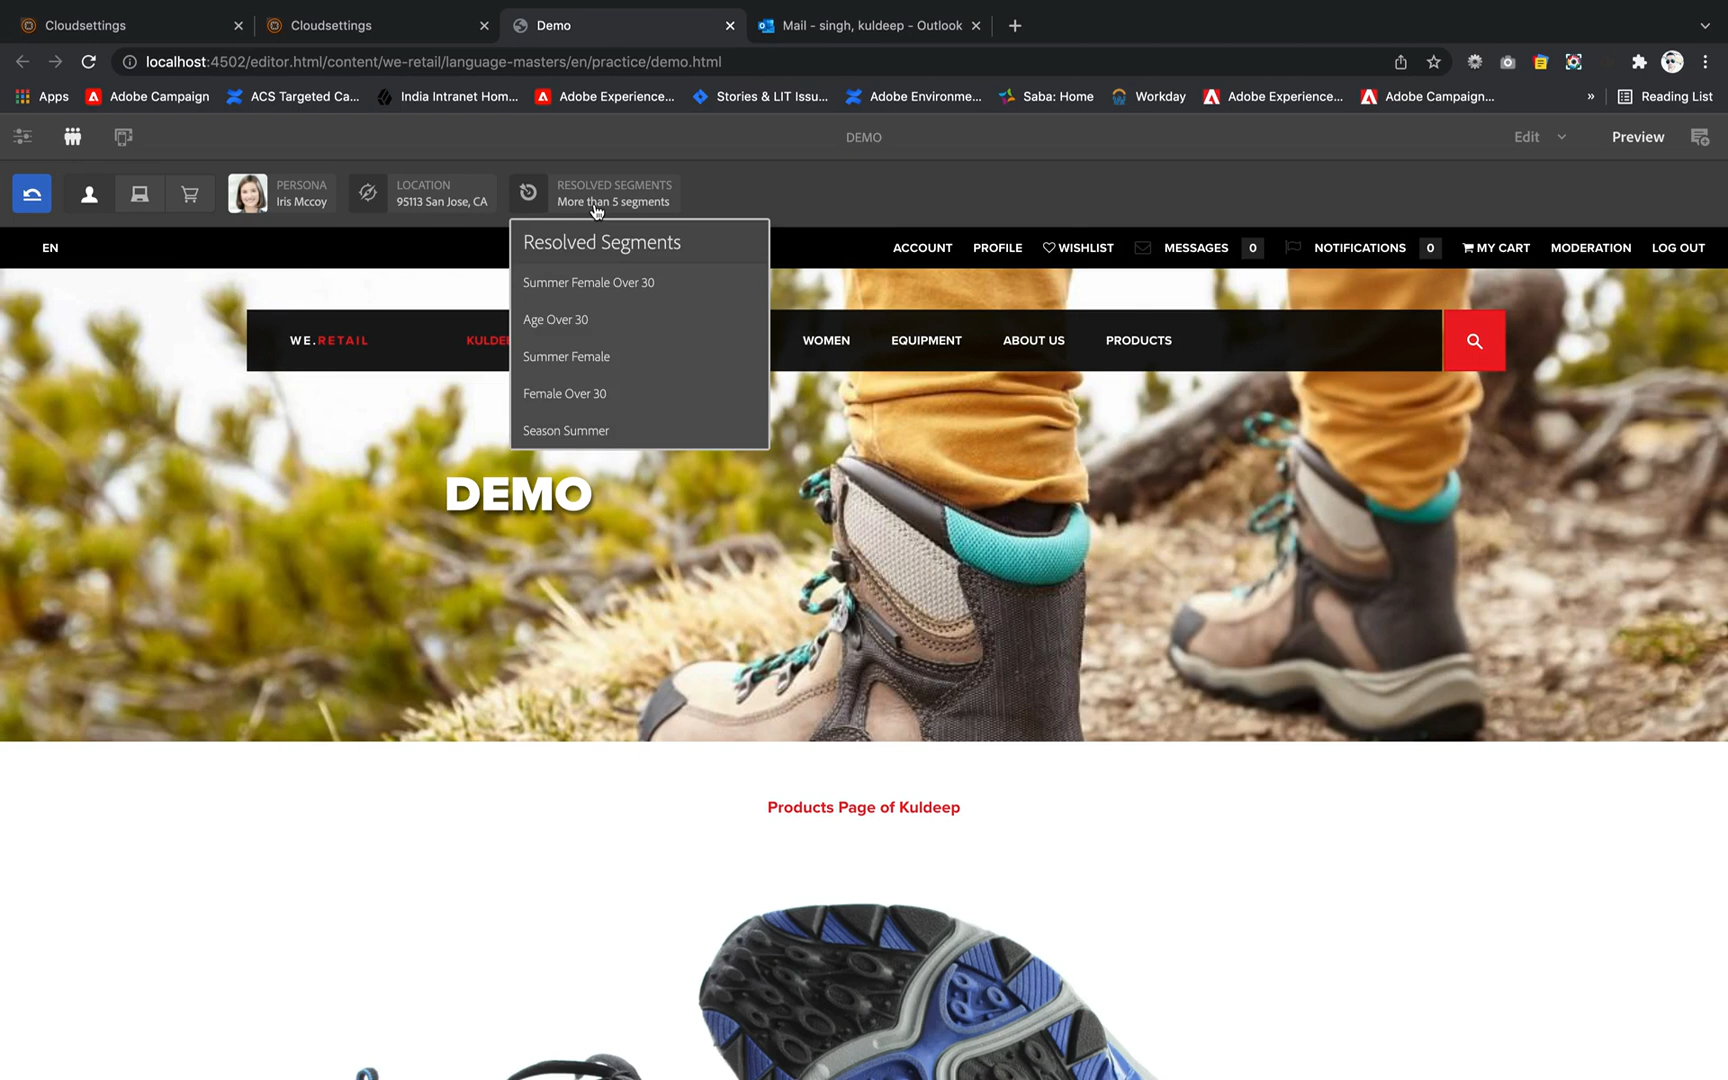 Cloudsettings
Cloudsettings
Demo
Mail - singh, kuldeep - Outlook
localhost:4502/editor.html/content/we-retail/language-masters/en/practice/demo.html
Apps
Adobe Campaign
ACS Targeted Ca...
India Intranet Hom...
Adobe Experience...
Stories & LIT Issu...
Adobe Environme...
Saba: Home
Workday
Adobe Experience...
Adobe Campaign...
»
Reading List
DEMO
Edit
Preview
PERSONA
Iris Mccoy
LOCATION
95113 San Jose, CA
RESOLVED SEGMENTS
More than 5 segments
Resolved Segments
Summer Female Over 30
Age Over 30
Summer Female
Female Over 30
Season Summer
EN
ACCOUNT
PROFILE
WISHLIST
MESSAGES
0
NOTIFICATIONS
0
MY CART
MODERATION
LOG OUT
WE.RETAIL
WOMEN
EQUIPMENT
ABOUT US
PRODUCTS
DEMO
Products Page of Kuldeep